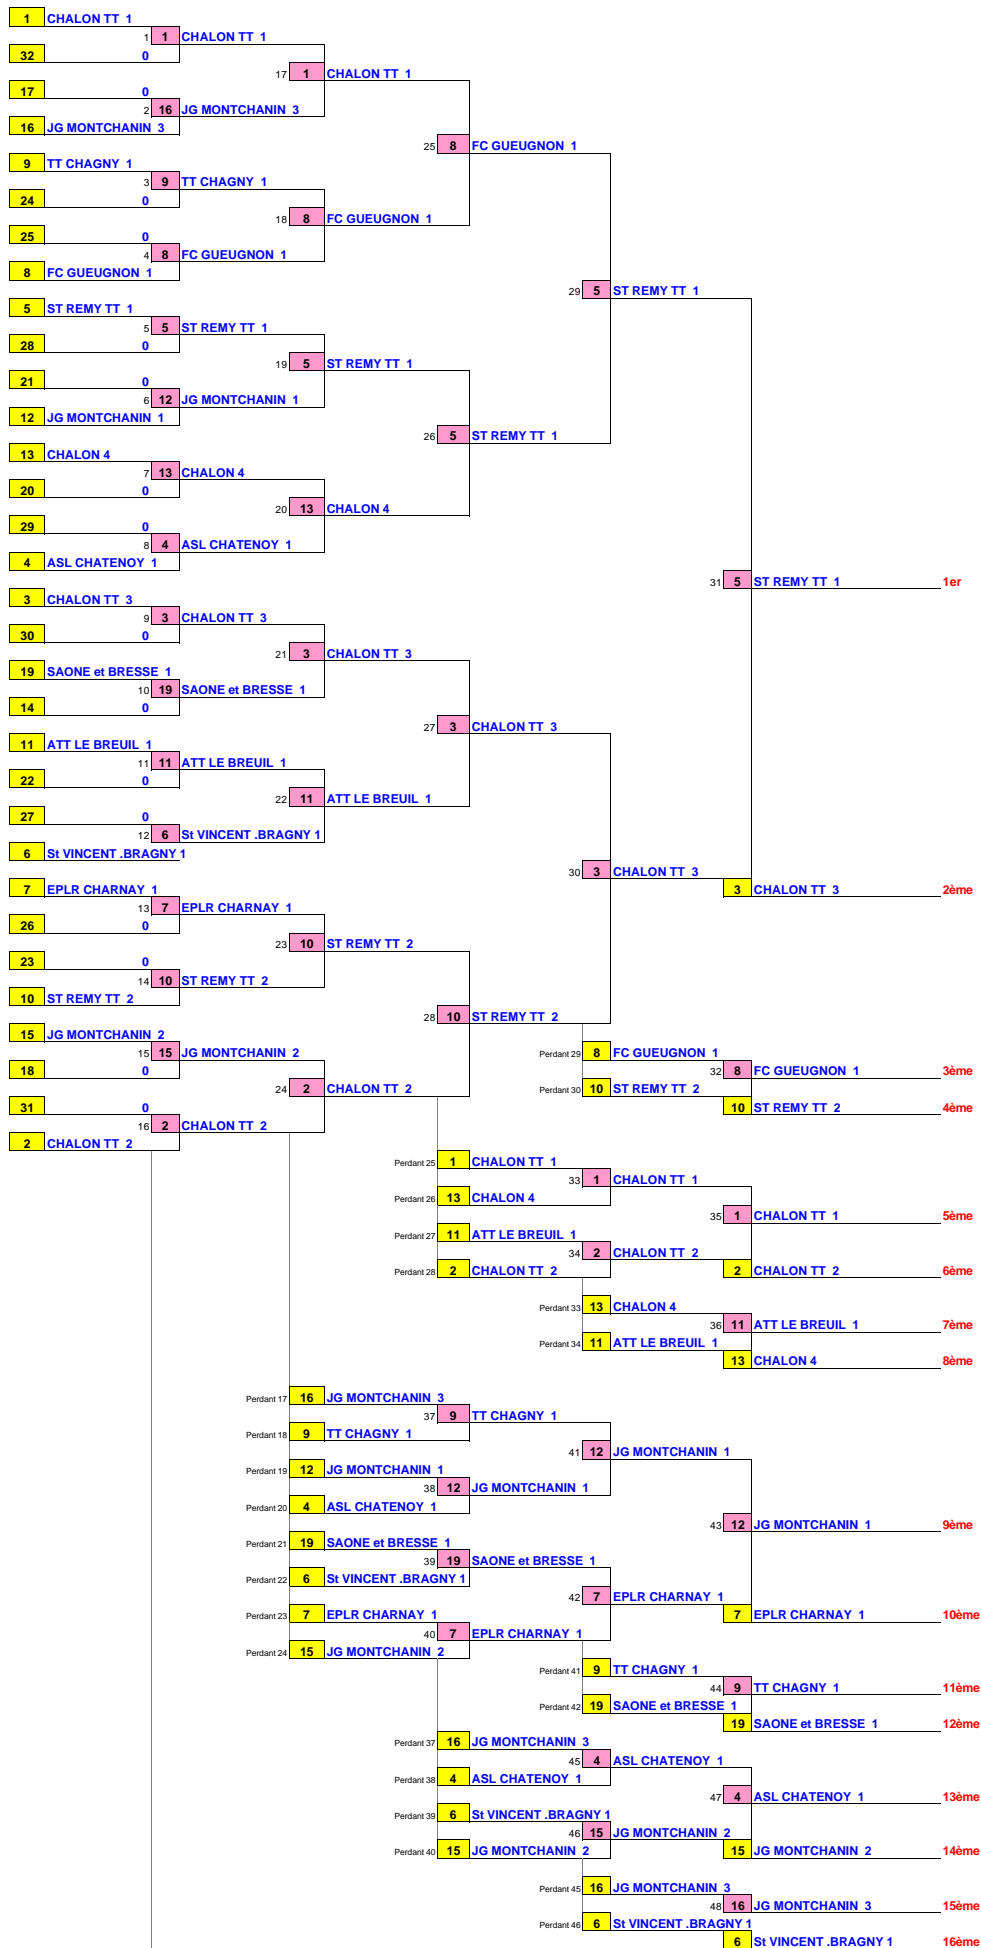 1 CHALON TT 1
1 1 CHALON TT 1
32 0
17 1 CHALON TT 1
17 0
2 16 JG MONTCHANIN 3
16 JG MONTCHANIN 3
25 8 FC GUEUGNON 1
9 TT CHAGNY 1
3 9 TT CHAGNY 1
24 0
18 8 FC GUEUGNON 1
25 0
4 8 FC GUEUGNON 1
8 FC GUEUGNON 1
29 5 ST REMY TT 1
5 ST REMY TT 1
5 5 ST REMY TT 1
28 0
19 5 ST REMY TT 1
21 0
6 12 JG MONTCHANIN 1
12 JG MONTCHANIN 1
26 5 ST REMY TT 1
13 CHALON 4
7 13 CHALON 4
20 0
20 13 CHALON 4
29 0
8 4 ASL CHATENOY 1
4 ASL CHATENOY 1
31 5 ST REMY TT 1 1er
3 CHALON TT 3
9 3 CHALON TT 3
30 0
21 3 CHALON TT 3
19 SAONE et BRESSE 1
10 19 SAONE et BRESSE 1
14 0
27 3 CHALON TT 3
11 ATT LE BREUIL 1
11 11 ATT LE BREUIL 1
22 0
22 11 ATT LE BREUIL 1
27 0
12 6 St VINCENT .BRAGNY 1
6 St VINCENT .BRAGNY 1
30 3 CHALON TT 3
7 EPLR CHARNAY 1 3 CHALON TT 3 2ème
13 7 EPLR CHARNAY 1
26 0
23 10 ST REMY TT 2
23 0
14 10 ST REMY TT 2
10 ST REMY TT 2
28 10 ST REMY TT 2
15 JG MONTCHANIN 2
15 15 JG MONTCHANIN 2 Perdant 29 8 FC GUEUGNON 1
18 0 32 8 FC GUEUGNON 1 3ème
24 2 CHALON TT 2 Perdant 30 10 ST REMY TT 2
31 0 10 ST REMY TT 2 4ème
16 2 CHALON TT 2
2 CHALON TT 2
Perdant 25 1 CHALON TT 1
33 1 CHALON TT 1
Perdant 26 13 CHALON 4
35 1 CHALON TT 1 5ème
Perdant 27 11 ATT LE BREUIL 1
34 2 CHALON TT 2
Perdant 28 2 CHALON TT 2 2 CHALON TT 2 6ème
Perdant 33 13 CHALON 4
36 11 ATT LE BREUIL 1 7ème
Perdant 34 11 ATT LE BREUIL 1
13 CHALON 4 8ème
Perdant 17 16 JG MONTCHANIN 3
37 9 TT CHAGNY 1
Perdant 18 9 TT CHAGNY 1
41 12 JG MONTCHANIN 1
Perdant 19 12 JG MONTCHANIN 1
38 12 JG MONTCHANIN 1
Perdant 20 4 ASL CHATENOY 1
43 12 JG MONTCHANIN 1 9ème
Perdant 21 19 SAONE et BRESSE 1
39 19 SAONE et BRESSE 1
Perdant 22 6 St VINCENT .BRAGNY 1
42 7 EPLR CHARNAY 1
Perdant 23 7 EPLR CHARNAY 1 7 EPLR CHARNAY 1 10ème
40 7 EPLR CHARNAY 1
Perdant 24 15 JG MONTCHANIN 2
Perdant 41 9 TT CHAGNY 1
44 9 TT CHAGNY 1 11ème
Perdant 42 19 SAONE et BRESSE 1
19 SAONE et BRESSE 1 12ème
Perdant 37 16 JG MONTCHANIN 3
45 4 ASL CHATENOY 1
Perdant 38 4 ASL CHATENOY 1
47 4 ASL CHATENOY 1 13ème
Perdant 39 6 St VINCENT .BRAGNY 1
46 15 JG MONTCHANIN 2
Perdant 40 15 JG MONTCHANIN 2 15 JG MONTCHANIN 2 14ème
Perdant 45 16 JG MONTCHANIN 3
48 16 JG MONTCHANIN 3 15ème
Perdant 46 6 St VINCENT .BRAGNY 1
6 St VINCENT .BRAGNY 1 16ème